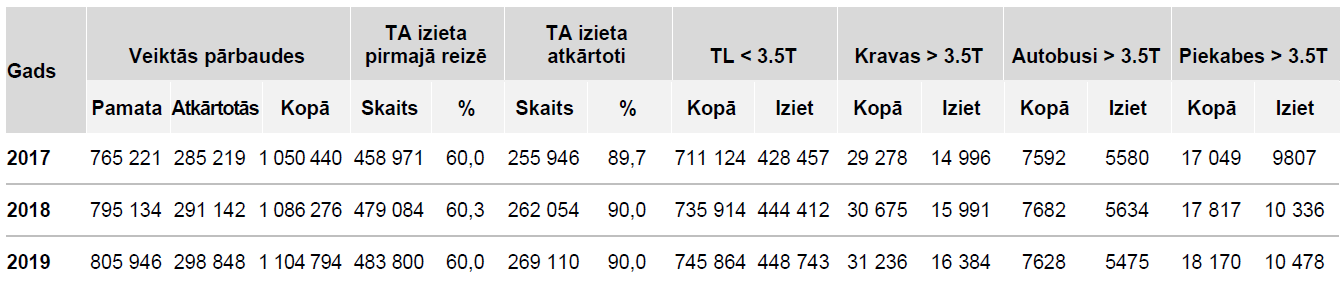 Gads Veiktās pārbaudes TA izieta pirmajā reizē TA izieta atkārtoti TL < 3.5T Kravas > 3.5T Autobusi > 3.5T Piekabes > 3.5T
Pamata Atkārtotās Kopā Skaits % Skaits % Kopā Iziet Kopā Iziet Kopā Iziet Kopā Iziet
2017 765 221 285 219 1 050 440 458 971 60,0 255 946 89,7 711 124 428 457 29 278 14 996 7592 5580 17 049 9807
2018 795 134 291 142 1 086 276 479 084 60,3 262 054 90,0 735 914 444 412 30 675 15 991 7682 5634 17 817 10 336
2019 805 946 298 848 1 104 794 483 800 60,0 269 110 90,0 745 864 448 743 31 236 16 384 7628 5475 18 170 10 478